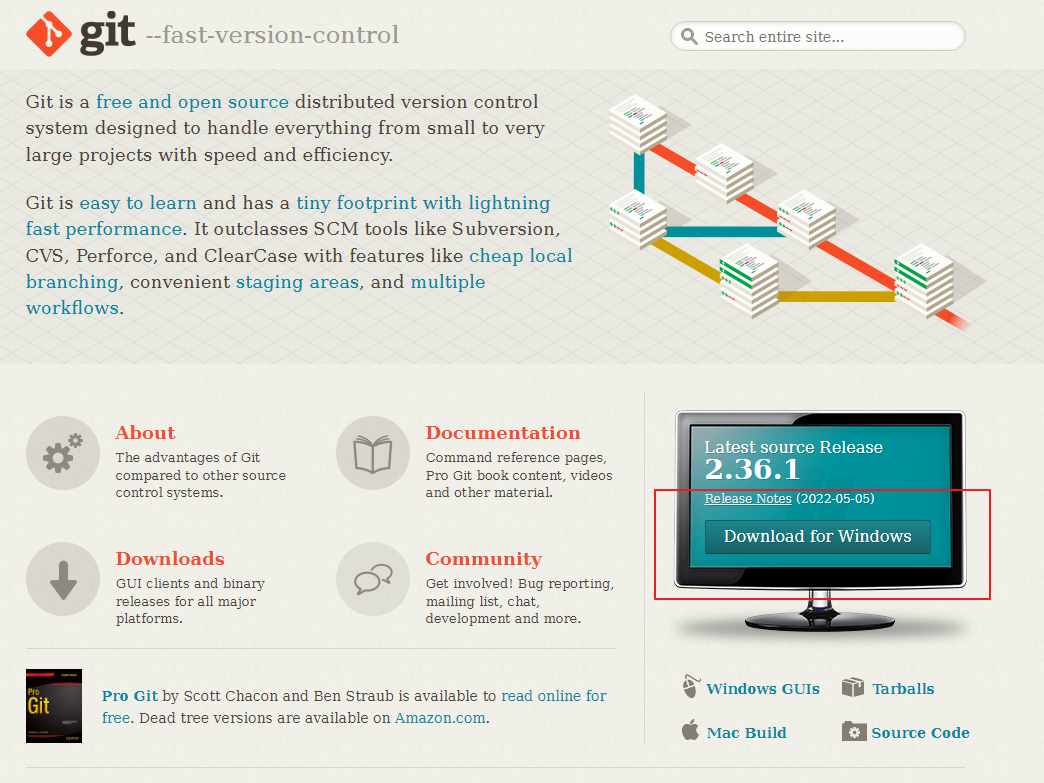 git --fast-version-control
Search entire site...
Git is a free and open source distributed version control
system designed to handle everything from small to very
large projects with speed and efficiency.
Git is easy to learn and has a tiny footprint with lightning
fast performance. It outclasses SCM tools like Subversion,
CVS, Perforce, and ClearCase with features like cheap local
branching, convenient staging areas, and multiple
workflows.
About
The advantages of Git
compared to other source
control systems.
Documentation
Command reference pages,
Pro Git book content, videos
and other material.
Downloads
GUI clients and binary
releases for all major
platforms.
Community
Get involved! Bug reporting,
mailing list, chat,
development and more.
Pro
Git
Pro Git by Scott Chacon and Ben Straub is available to read online for
free. Dead tree versions are available on Amazon.com.
Latest source Release
2.36.1
Release Notes (2022-05-05)
Download for Windows
Windows GUIs
Tarballs
Mac Build
Source Code